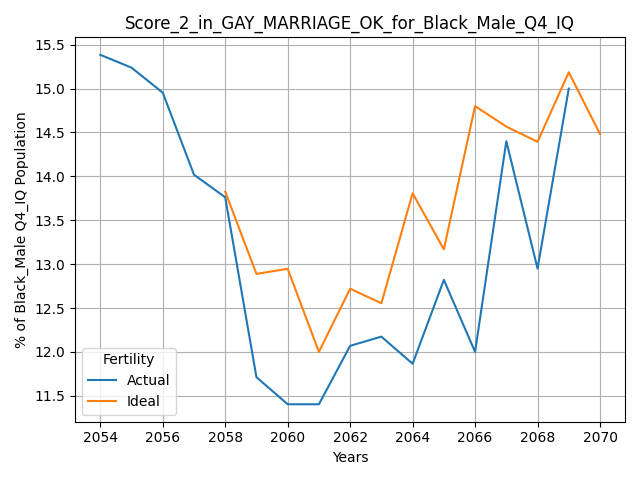 Score_2_in_GAY_MARRIAGE_OK_for_Black_Male_Q4_IQ
% of Black_Male Q4_IQ Population
15.5
15.0
14.5
14.0
13.5
13.0
12.5
12.0
11.5
Fertility
Actual
Ideal
2054 2056 2058 2060 2062 2064 2066 2068 2070
Years